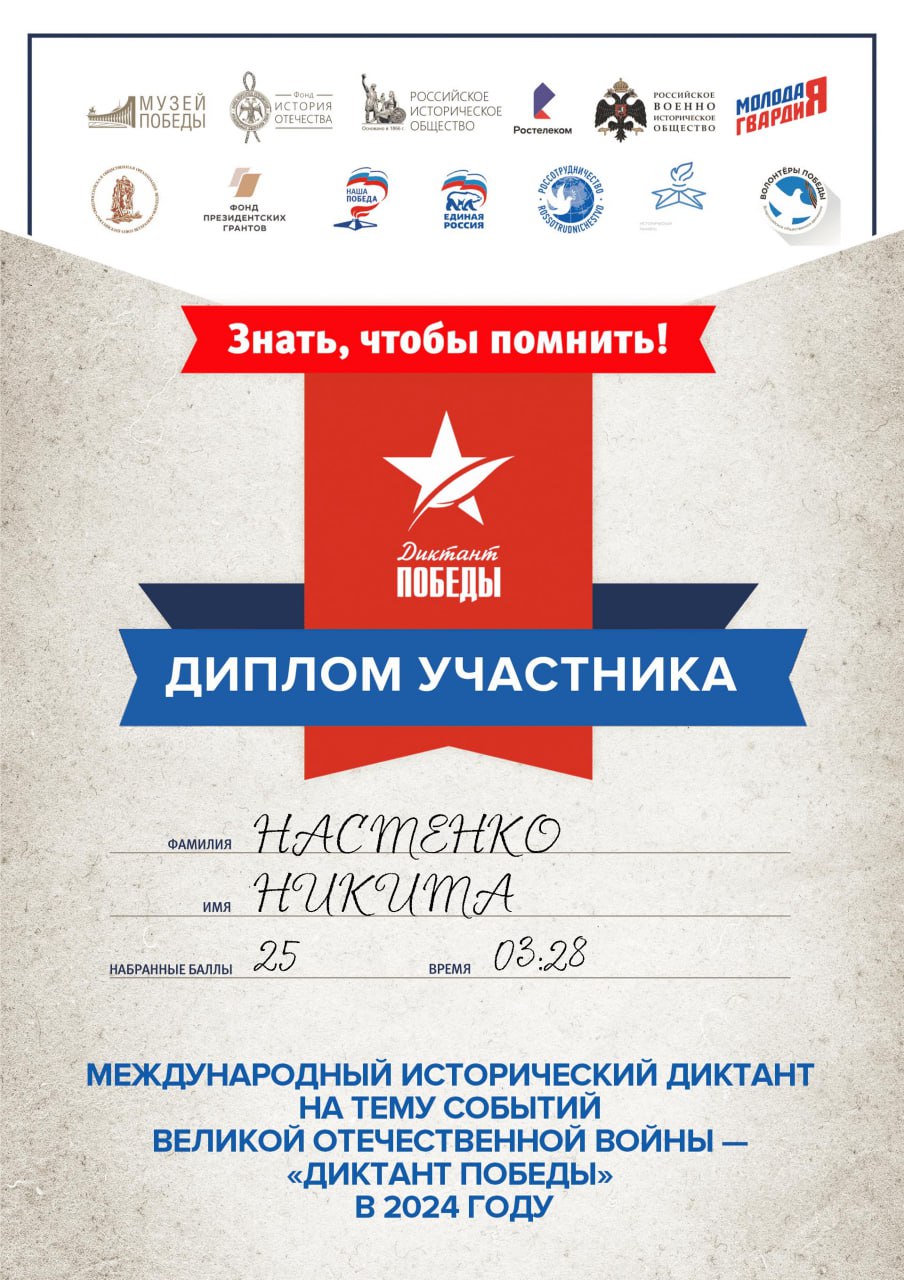 МУЗЕЙ ПОБЕДЫ
Фонд ИСТОРИЯ ОТЕЧЕСТВА
РОССИЙСКОЕ ИСТОРИЧЕСКОЕ ОБЩЕСТВО
Основано в 1866 г.
Ростелеком
РОССИЙСКОЕ ВОЕННО ИСТОРИЧЕСКОЕ ОБЩЕСТВО
МОЛОДАЯ ГВАРДИЯ
ФОНД ПРЕЗИДЕНТСКИХ ГРАНТОВ
НАША ПОБЕДА
ЕДИНАЯ РОССИЯ
РОССОТРУДНИЧЕСТВО
ROSSOTRUDNICHESTVO
ВОЛОНТЁРЫ ПОБЕДЫ
Знать, чтобы помнить!
Диктант
ПОБЕДЫ
ДИПЛОМ УЧАСТНИКА
ФАМИЛИЯ НАСТЕНКО
ИМЯ НИКИТА
НАБРАННЫЕ БАЛЛЫ 25 ВРЕМЯ 03:28
МЕЖДУНАРОДНЫЙ ИСТОРИЧЕСКИЙ ДИКТАНТ
НА ТЕМУ СОБЫТИЙ
ВЕЛИКОЙ ОТЕЧЕСТВЕННОЙ ВОЙНЫ —
«ДИКТАНТ ПОБЕДЫ»
В 2024 ГОДУ